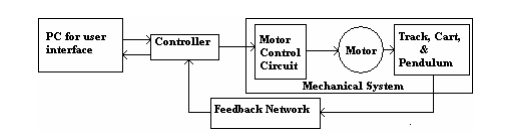 PC for user
interface
Controller
Motor
Control
Circuit
Motor
Track, Cart,
&
Pendulum
Mechanical System
Feedback Network